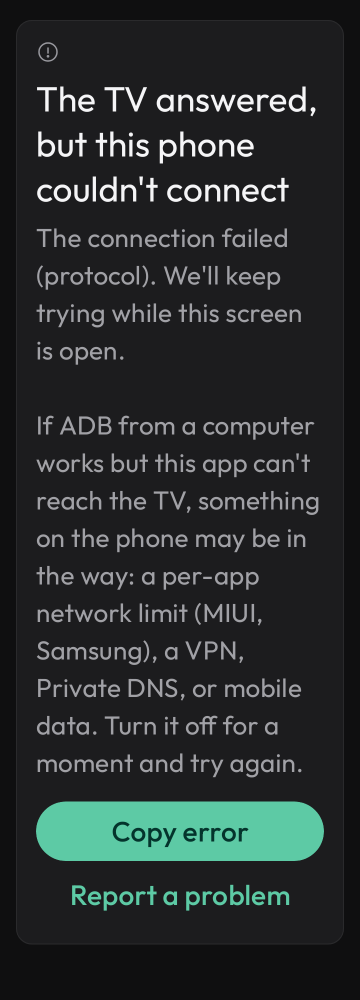 The TV answered,
but this phone
couldn't connect
The connection failed
(protocol). We'll keep
trying while this screen
is open.
If ADB from a computer
works but this app can't
reach the TV, something
on the phone may be in
the way: a per-app
network limit (MIUI,
Samsung), a VPN,
Private DNS, or mobile
data. Turn it off for a
moment and try again.
Copy error
Report a problem